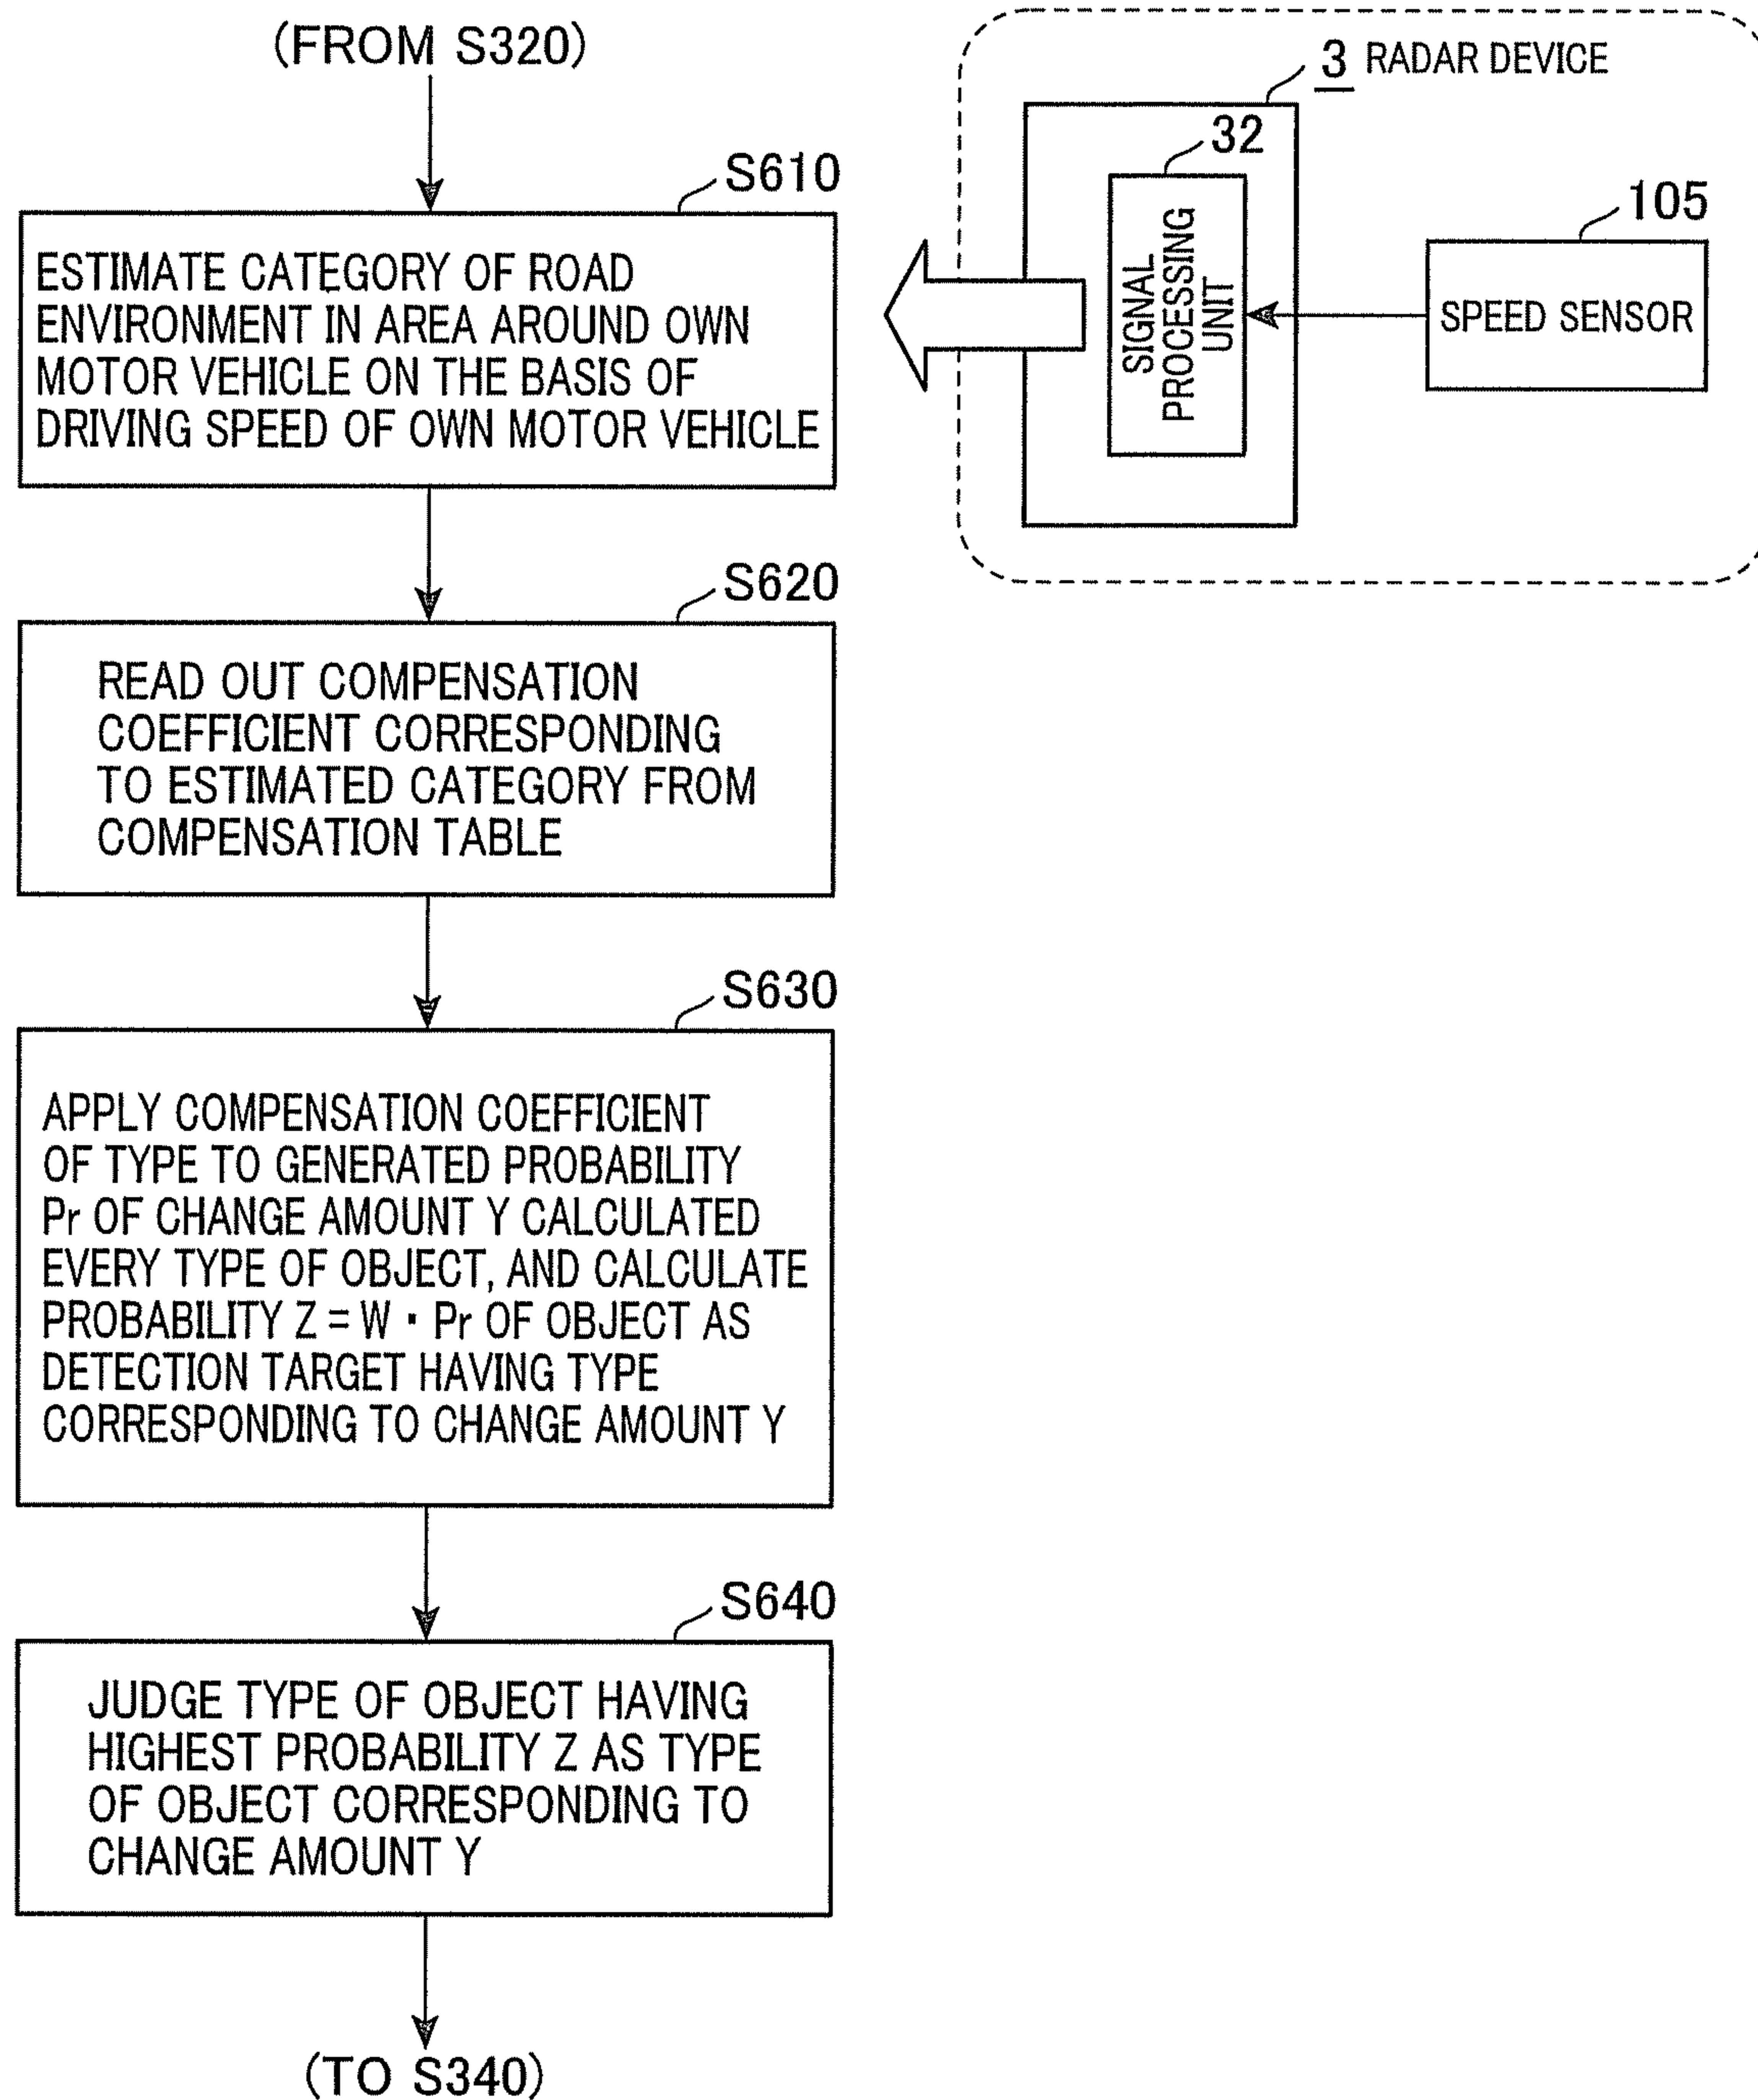 (FROM S320)
S610
ESTIMATE CATEGORY OF ROAD
ENVIRONMENT IN AREA AROUND OWN
MOTOR VEHICLE ON THE BASIS OF
DRIVING SPEED OF OWN MOTOR VEHICLE
S620
READ OUT COMPENSATION
COEFFICIENT CORRESPONDING
TO ESTIMATED CATEGORY FROM
COMPENSATION TABLE
S630
APPLY COMPENSATION COEFFICIENT
OF TYPE TO GENERATED PROBABILITY
Pr OF CHANGE AMOUNT Y CALCULATED
EVERY TYPE OF OBJECT, AND CALCULATE
PROBABILITY Z = W · Pr OF OBJECT AS
DETECTION TARGET HAVING TYPE
CORRESPONDING TO CHANGE AMOUNT Y
S640
JUDGE TYPE OF OBJECT HAVING
HIGHEST PROBABILITY Z AS TYPE
OF OBJECT CORRESPONDING TO
CHANGE AMOUNT Y
(TO S340)
3 RADAR DEVICE
32
SIGNAL
PROCESSING
UNIT
105
SPEED SENSOR